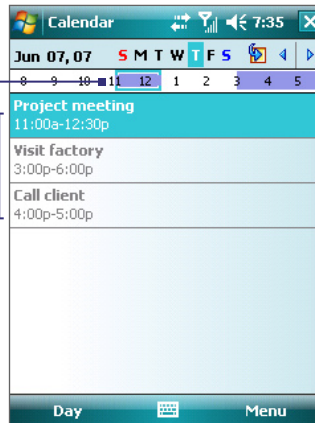 Calendar 7:35
Jun 07, 07 S M T W T F S
8 9 10 11 12 1 2 3 4 5
Project meeting
11:00a-12:30p
Visit factory
3:00p-6:00p
Call client
4:00p-5:00p
Day Menu